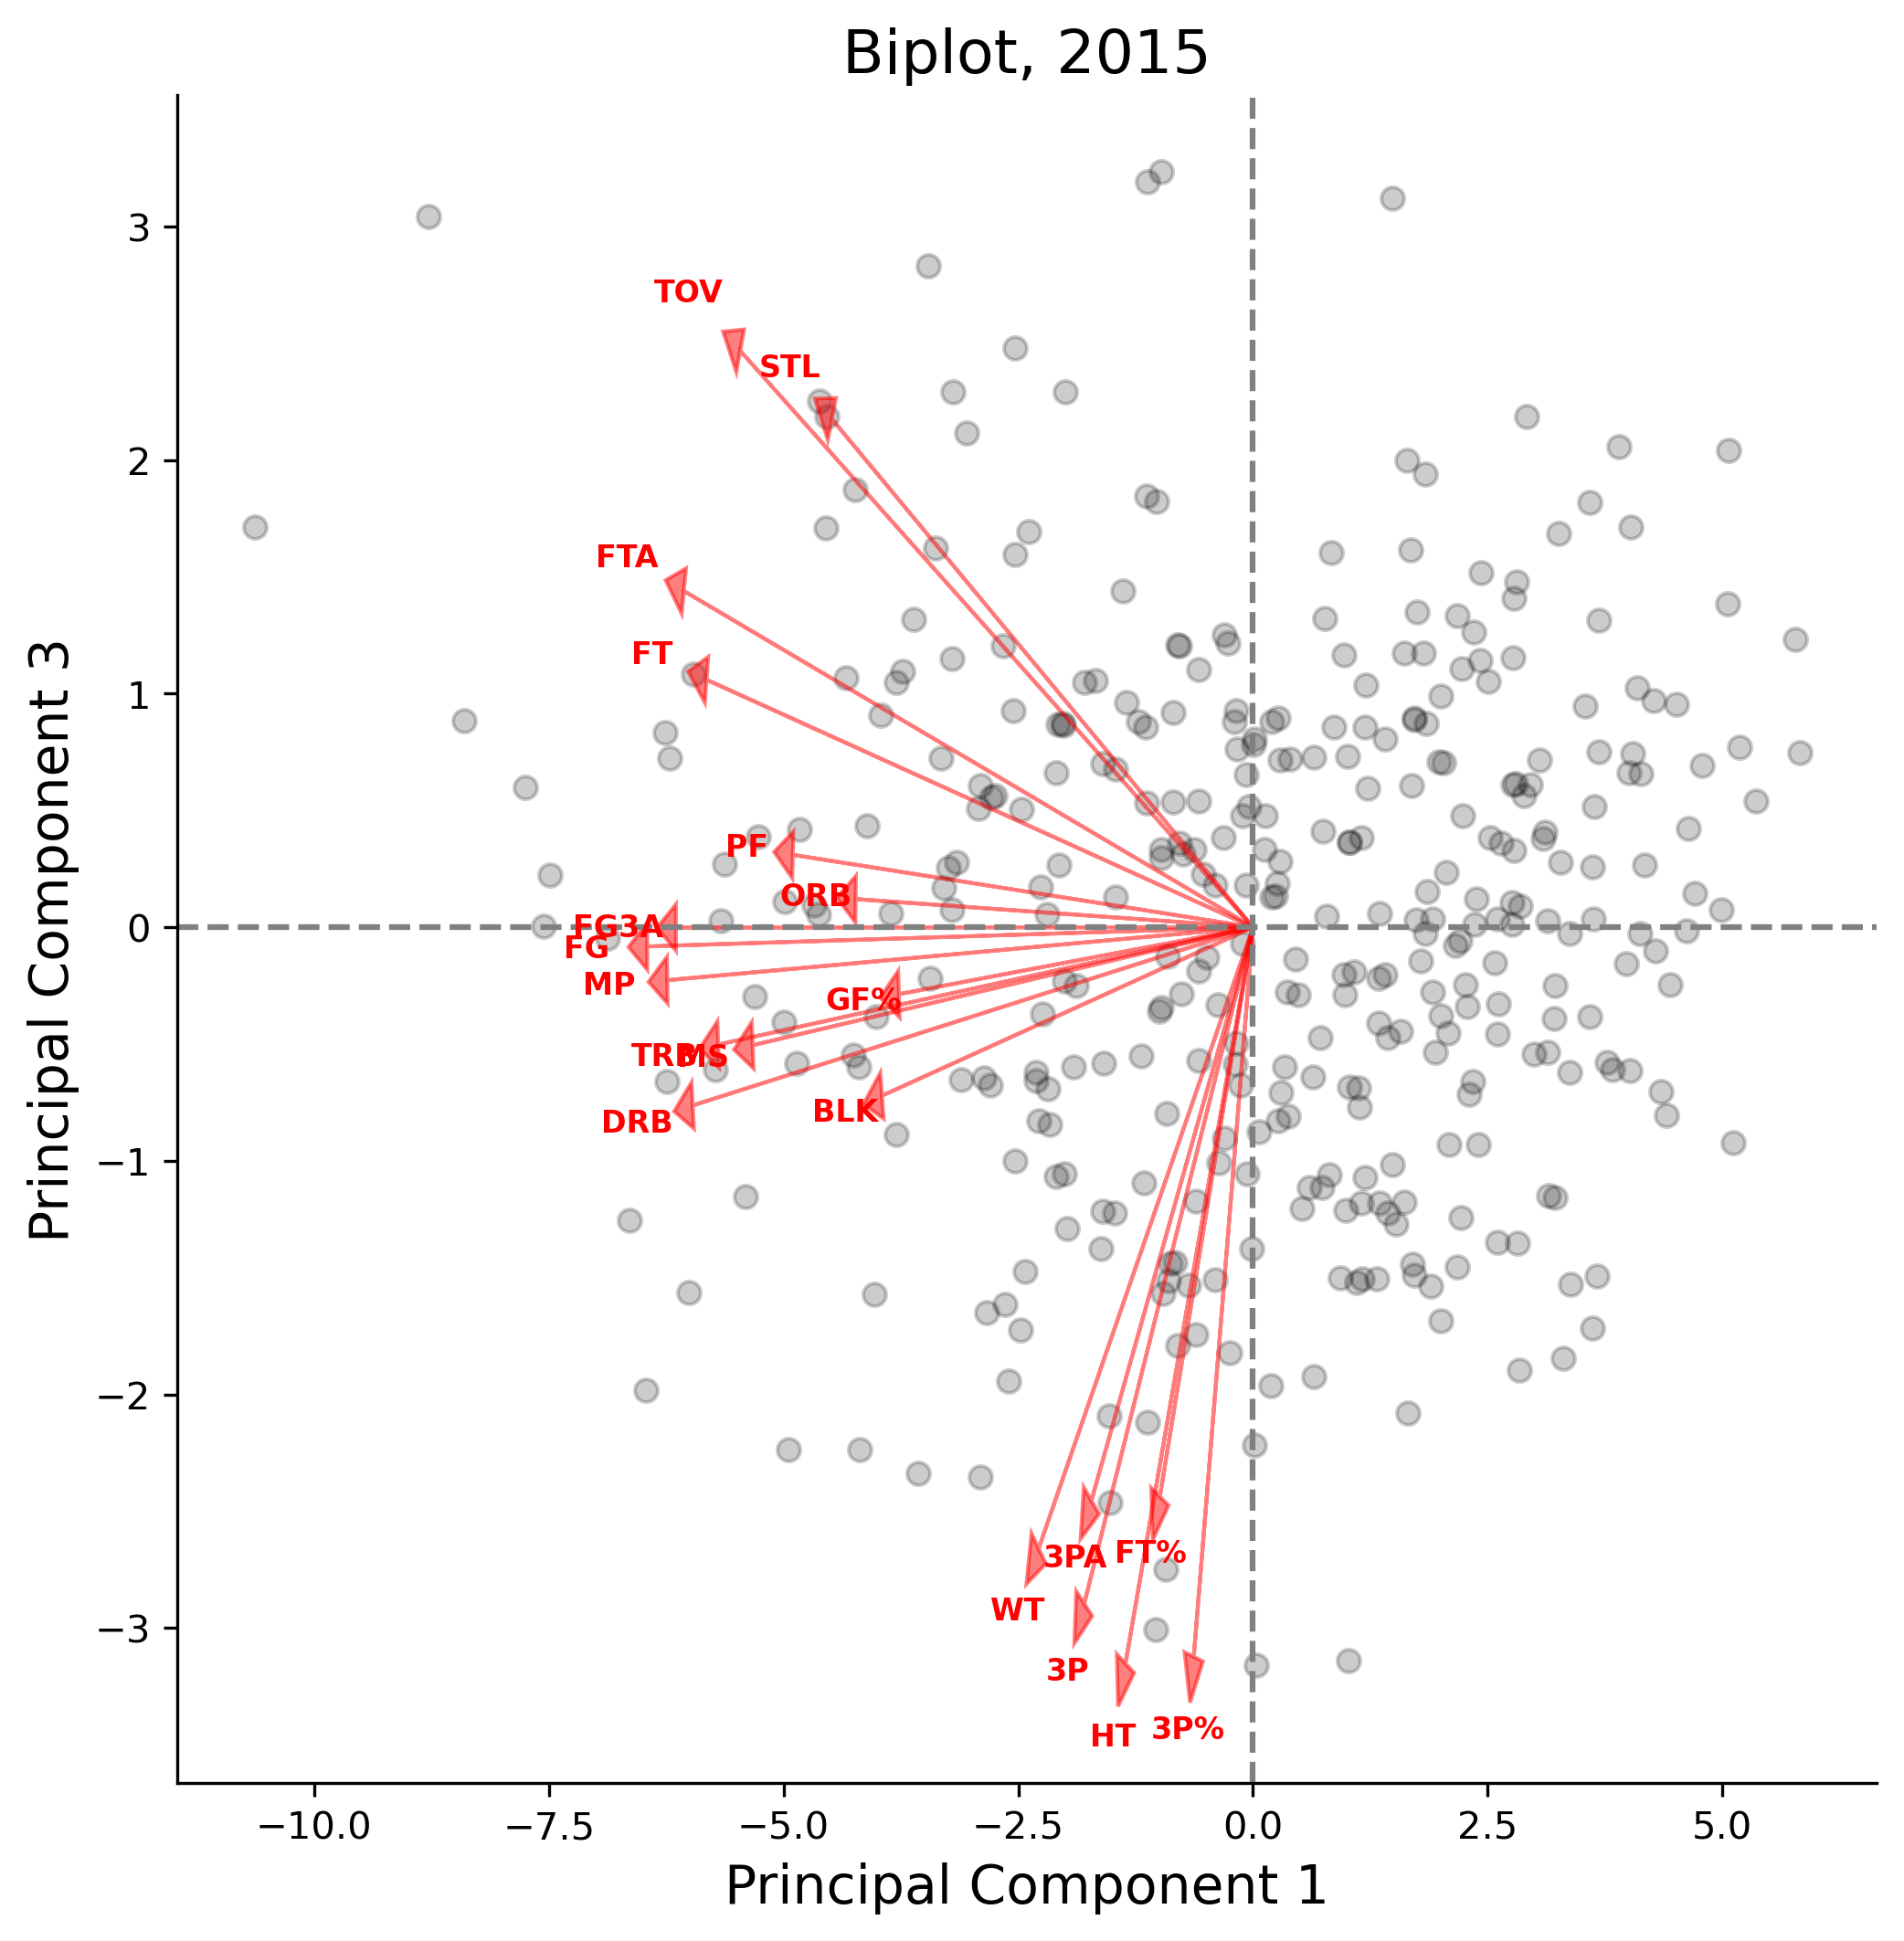 Biplot, 2015
3
TOV
STL
2
FTA
FT
1
PF
ORB
0
FG3A
FG
MP
GF%
TRB
MS
BLK
DRB
−1
−2
FT%
3PA
WT
−3
3P
3P%
HT
−10.0 −7.5 −5.0 −2.5 0.0 2.5 5.0
Principal Component 1
Principal Component 3